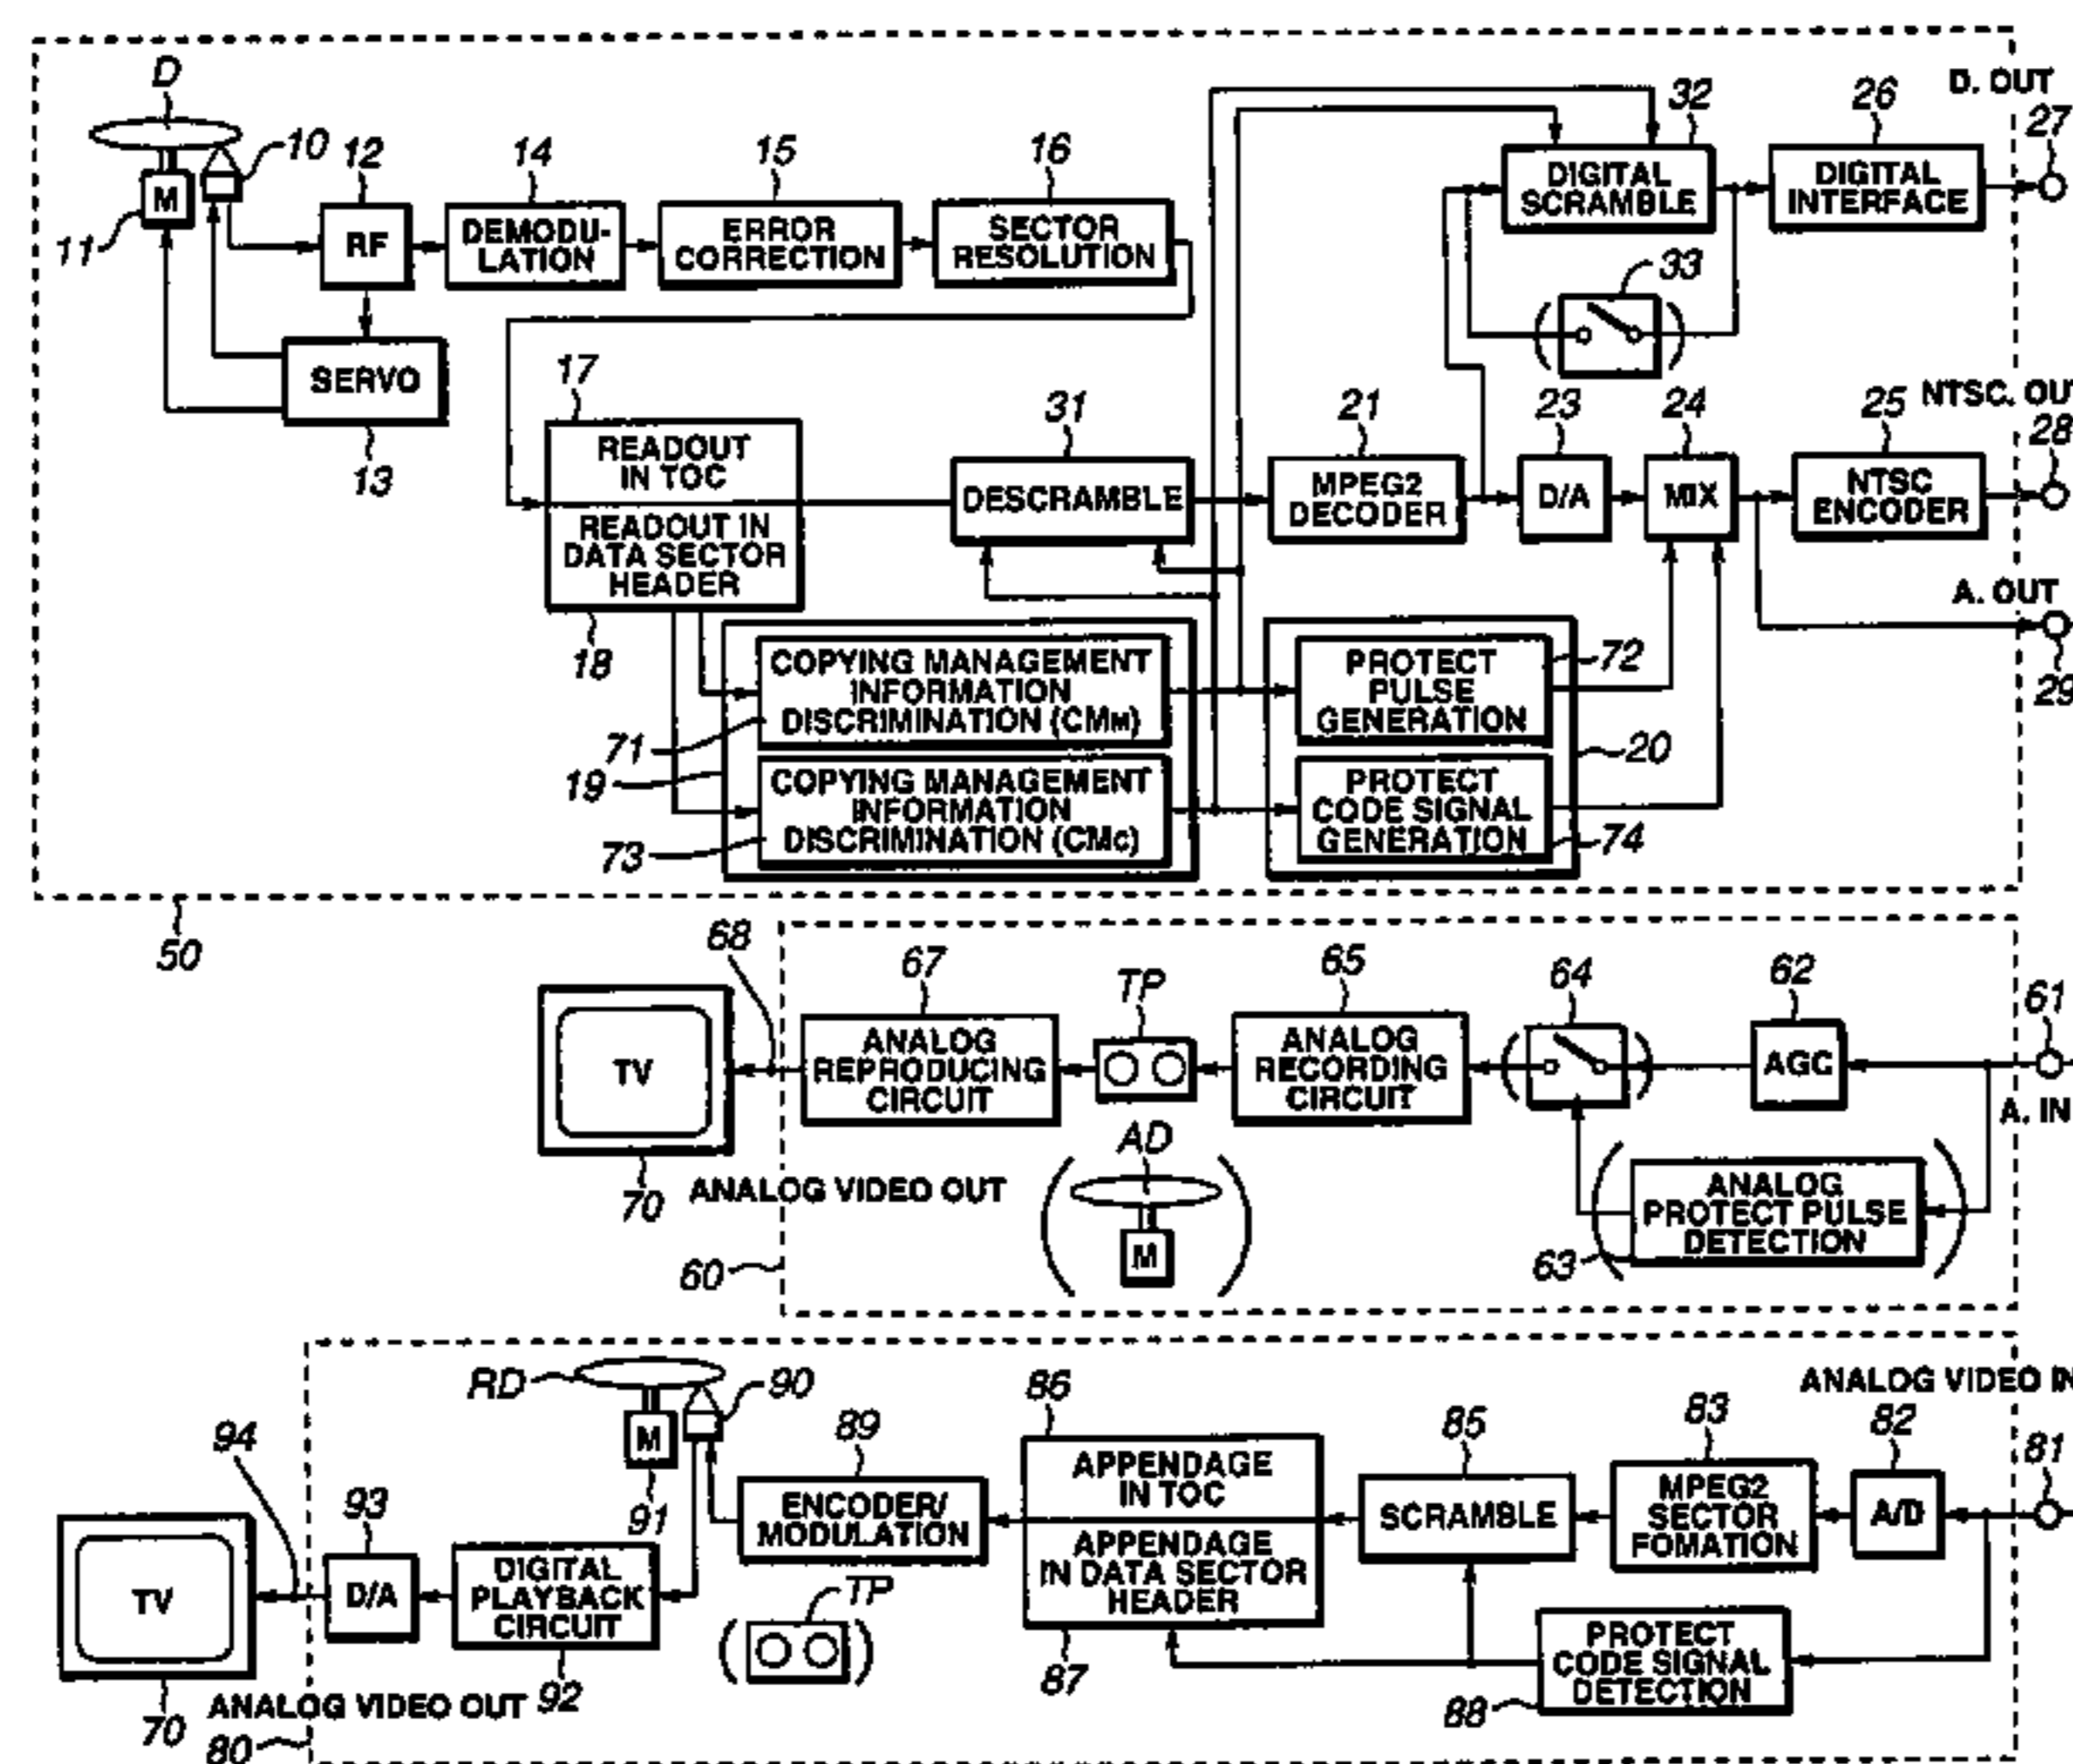 D. OUT
D
10
12
14
15
16
32
26
27
M
11
RF
DEMODU-
LATION
ERROR
CORRECTION
SECTOR
RESOLUTION
DIGITAL
SCRAMBLE
DIGITAL
INTERFACE
33
SERVO
13
17
31
21
23
24
25
NTSC. OU
28
READOUT
IN TOC
READOUT IN
DATA SECTOR
HEADER
18
DESCRAMBLE
MPEG2
DECODER
D/A
MIX
NTSC
ENCODER
A. OUT
29
COPYING MANAGEMENT
INFORMATION
DISCRIMINATION (CMM)
71
19
COPYING MANAGEMENT
INFORMATION
DISCRIMINATION (CMC)
73
PROTECT
PULSE
GENERATION
72
20
PROTECT
CODE SIGNAL
GENERATION
74
50
68
67
TP
65
64
62
61
TV
70
ANALOG
REPRODUCING
CIRCUIT
ANALOG
RECORDING
CIRCUIT
AGC
A. IN
AD
M
ANALOG VIDEO OUT
60
ANALOG
PROTECT PULSE
DETECTION
63
RD
90
M
91
86
ANALOG VIDEO IN
94
93
89
85
83
82
81
TV
70
D/A
DIGITAL
PLAYBACK
CIRCUIT
92
ENCODER/
MODULATION
TP
APPENDAGE
IN TOC
APPENDAGE
IN DATA SECTOR
HEADER
87
SCRAMBLE
MPEG2
SECTOR
FOMATION
A/D
PROTECT
CODE SIGNAL
DETECTION
88
ANALOG VIDEO OUT
80